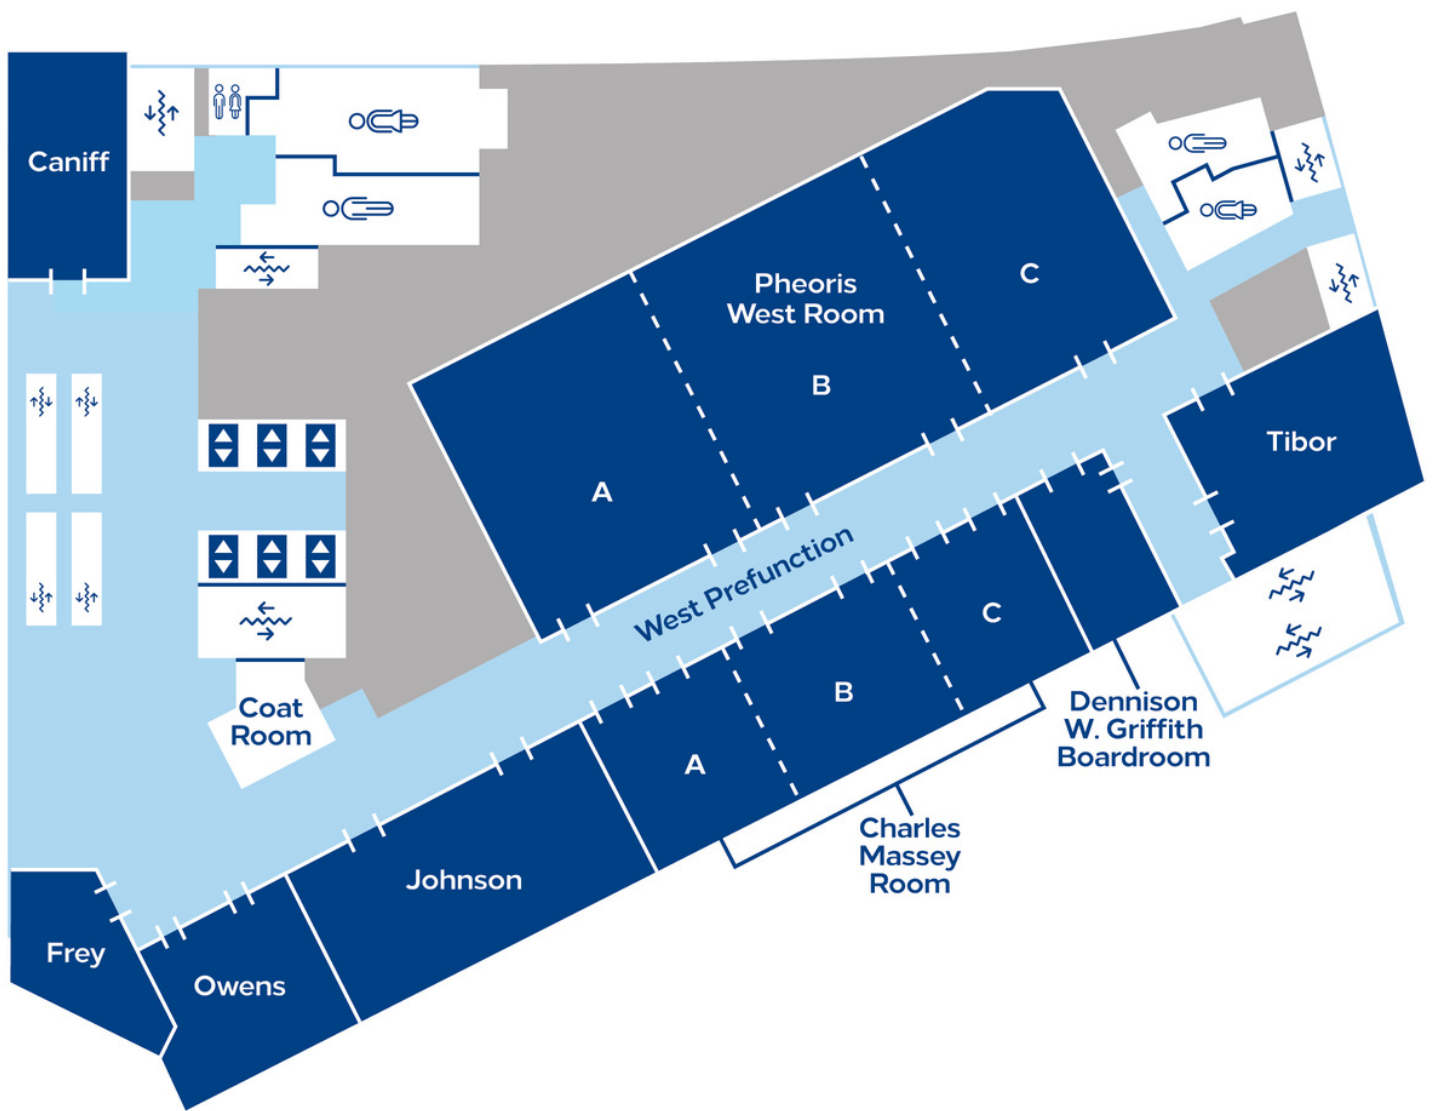 Caniff
Pheoris
West Room
A
B
C
Tibor
West Prefunction
Coat
Room
A
B
C
Dennison
W. Griffith
Boardroom
Charles
Massey
Room
Johnson
Owens
Frey